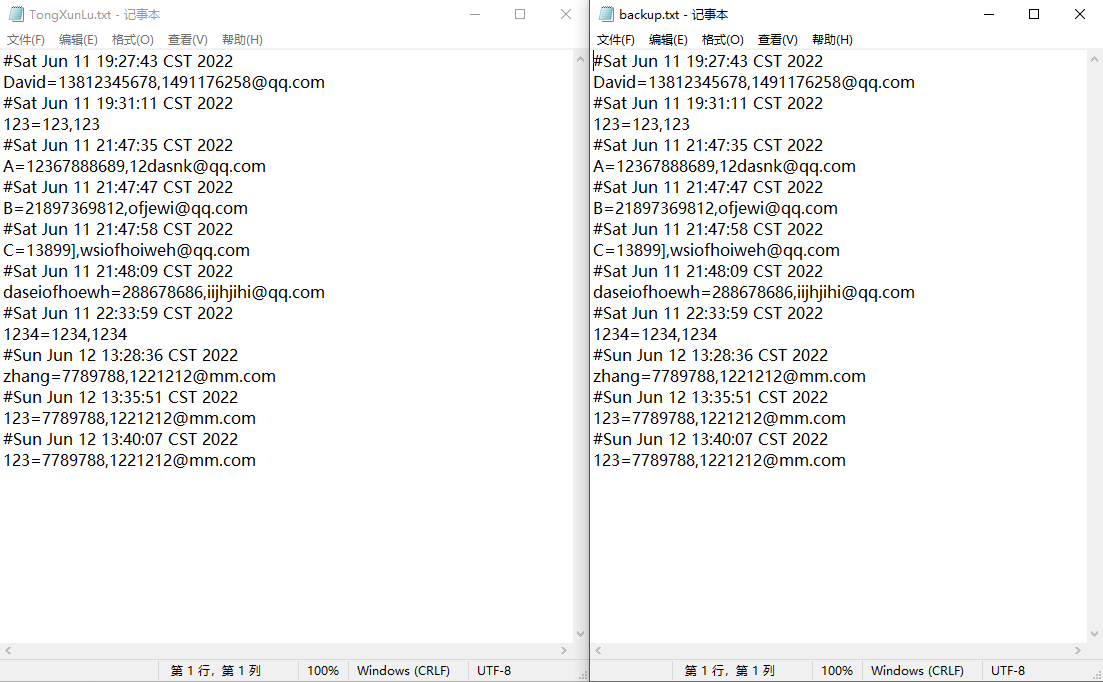 TongXunLu.txt - 记事本
文件(F) 编辑(E) 格式(O) 查看(V) 帮助(H)
#Sat Jun 11 19:27:43 CST 2022
David=13812345678,1491176258@qq.com
#Sat Jun 11 19:31:11 CST 2022
123=123,123
#Sat Jun 11 21:47:35 CST 2022
A=12367888689,12dasnk@qq.com
#Sat Jun 11 21:47:47 CST 2022
B=21897369812,ofjewi@qq.com
#Sat Jun 11 21:47:58 CST 2022
C=13899],wsiofhoiweh@qq.com
#Sat Jun 11 21:48:09 CST 2022
daseiofhoewh=288678686,iijhjihi@qq.com
#Sat Jun 11 22:33:59 CST 2022
1234=1234,1234
#Sun Jun 12 13:28:36 CST 2022
zhang=7789788,1221212@mm.com
#Sun Jun 12 13:35:51 CST 2022
123=7789788,1221212@mm.com
#Sun Jun 12 13:40:07 CST 2022
123=7789788,1221212@mm.com
第 1 行，第 1 列 100% Windows (CRLF) UTF-8
backup.txt - 记事本
文件(F) 编辑(E) 格式(O) 查看(V) 帮助(H)
#Sat Jun 11 19:27:43 CST 2022
David=13812345678,1491176258@qq.com
#Sat Jun 11 19:31:11 CST 2022
123=123,123
#Sat Jun 11 21:47:35 CST 2022
A=12367888689,12dasnk@qq.com
#Sat Jun 11 21:47:47 CST 2022
B=21897369812,ofjewi@qq.com
#Sat Jun 11 21:47:58 CST 2022
C=13899],wsiofhoiweh@qq.com
#Sat Jun 11 21:48:09 CST 2022
daseiofhoewh=288678686,iijhjihi@qq.com
#Sat Jun 11 22:33:59 CST 2022
1234=1234,1234
#Sun Jun 12 13:28:36 CST 2022
zhang=7789788,1221212@mm.com
#Sun Jun 12 13:35:51 CST 2022
123=7789788,1221212@mm.com
#Sun Jun 12 13:40:07 CST 2022
123=7789788,1221212@mm.com
第 1 行，第 1 列 100% Windows (CRLF) UTF-8